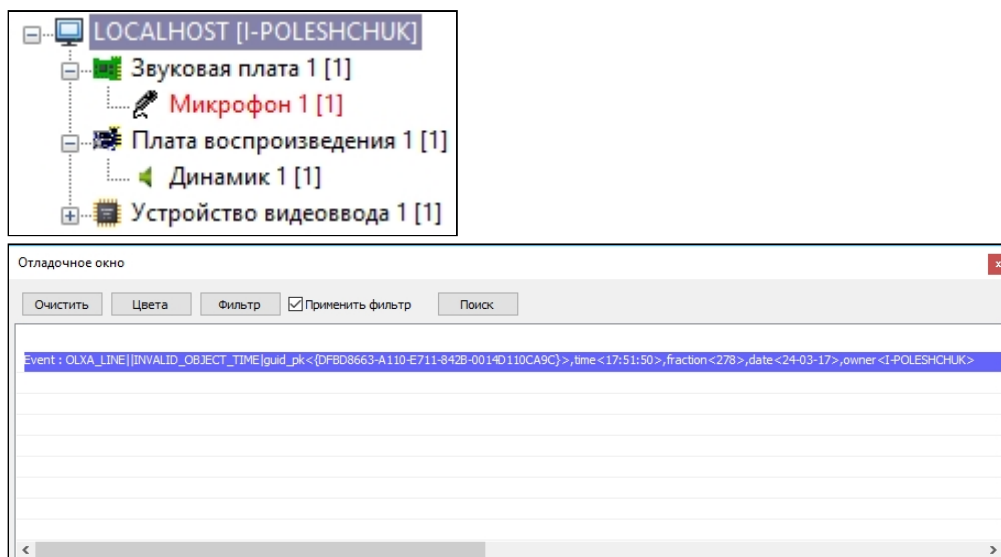 LOCALHOST [I-POLESHCHUK]
Звуковая плата 1 [1]
Микрофон 1 [1]
Плата воспроизведения 1 [1]
Динамик 1 [1]
Устройство видеоввода 1 [1]
Отладочное окно
Очистить Цвета Фильтр Применить фильтр Поиск
Event : OLXA_LINE||INVALID_OBJECT_TIME|guid_pk<{DFBD8663-A110-E711-842B-0014D110CA9C}>,time<17:51:50>,fraction<278>,date<24-03-17>,owner<I-POLESHCHUK>